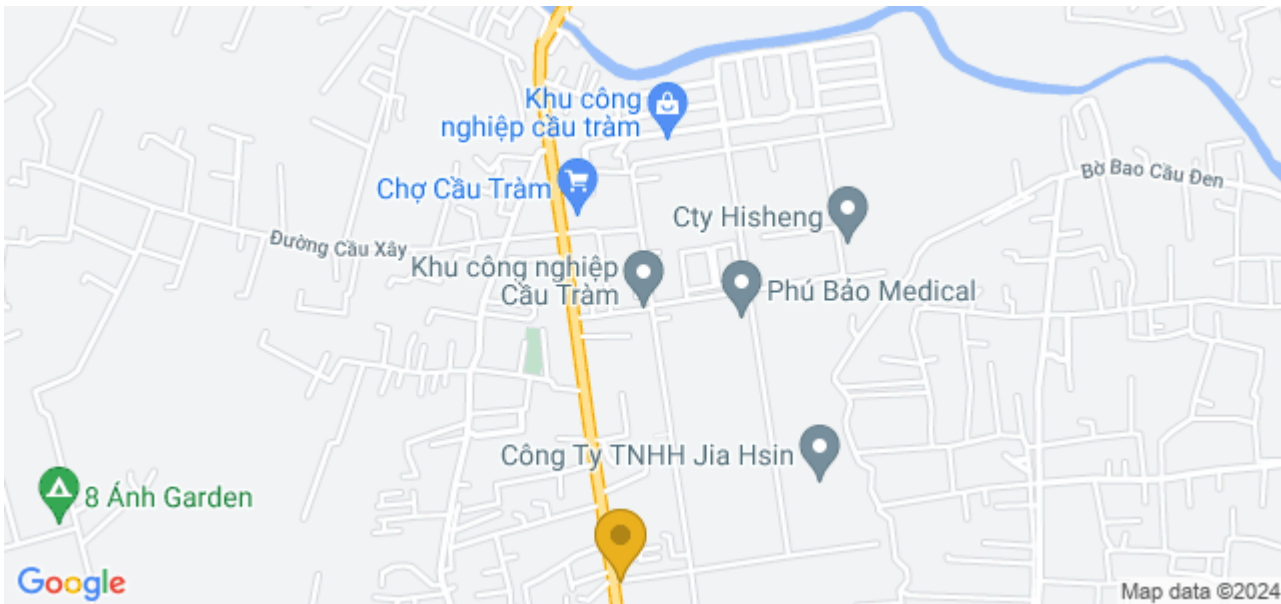 Khu công
nghiệp cầu tràm
Chợ Cầu Tràm
Bờ Bao Cầu Đen
Cty Hisheng
Đường Cầu Xây
Khu công nghiệp
Cầu Tràm
Phú Bảo Medical
Công Ty TNHH Jia Hsin
8 Ánh Garden
Google
Map data ©2024